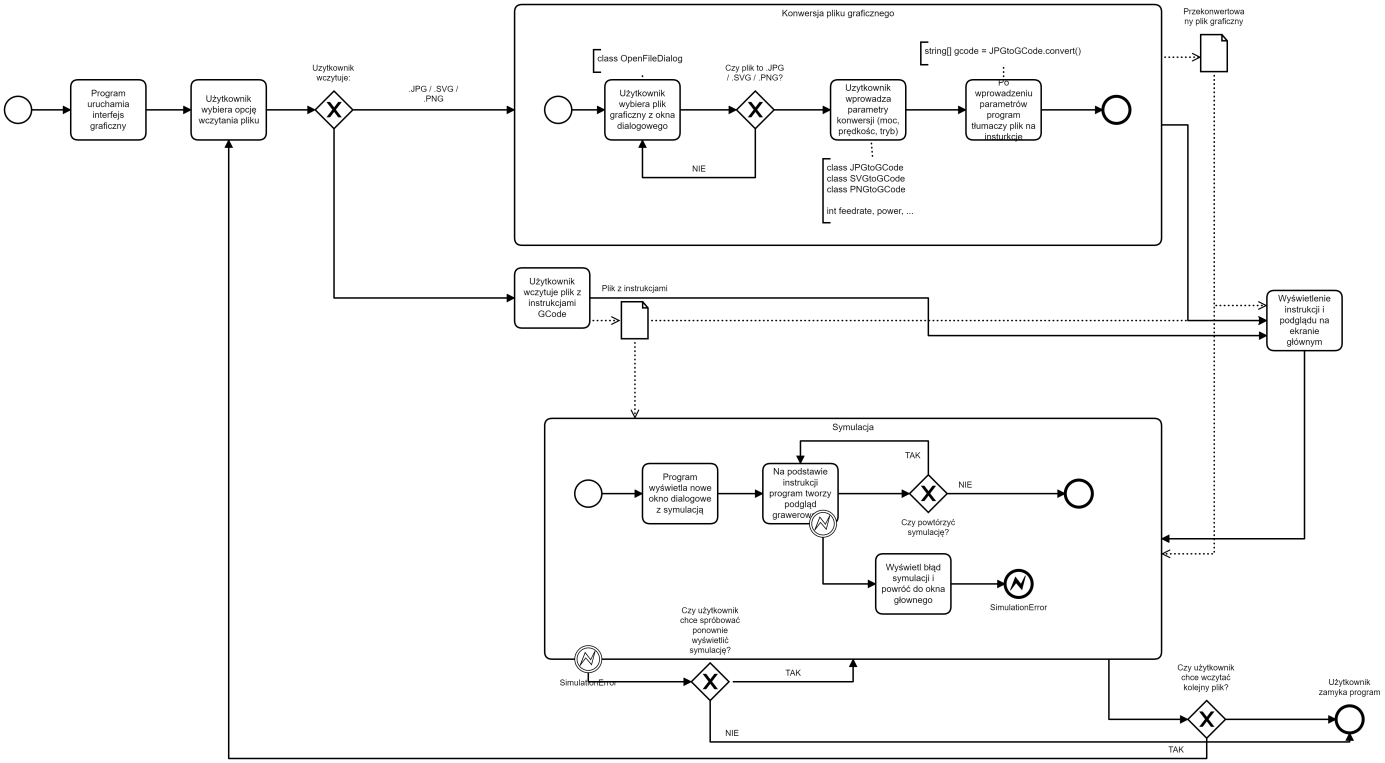 Konwersja pliku graficznego
Przekonwertowa
ny plik graficzny
class OpenFileDialog
string[] gcode = JPGtoGCode.convert()
Uzytkownik
wczytuje:
Czy plik to .JPG
/ .SVG / .PNG?
.JPG / .SVG /
.PNG
Program
uruchamia
interfejs
graficzny
Użytkownik
wybiera opcję
wczytania pliku
Użytkownik
wybiera plik
graficzny z okna
dialogowego
Uzytkownik
wprowadza
parametry
konwersji (moc,
prędkośc, tryb)
Po
wprowadzeniu
parametrów
program
tłumaczy plik na
insturkcje
NIE
class JPGtoGCode
class SVGtoGCode
class PNGtoGCode
int feedrate, power, ...
Użytkownik
wczytuje plik z
instrukcjami
GCode
Plik z instrukcjami
Wyświetlenie
instrukcji i
podglądu na
ekranie
głównym
Symulacja
Program
wyświetla nowe
okno dialogowe
z symulacją
Na podstawie
instrukcji
program tworzy
podgląd
TAK
NIE
Czy powtórzyć
symulację?
Wyświetl błąd
symulacji i
powróć do okna
głownego
SimulationError
Czy użytkownik
chce spróbować
ponownie
wyświetlić
symulację?
SimulationError
TAK
NIE
Czy użytkownik
chce wczytać
kolejny plik?
Użytkownik
zamyka program
TAK